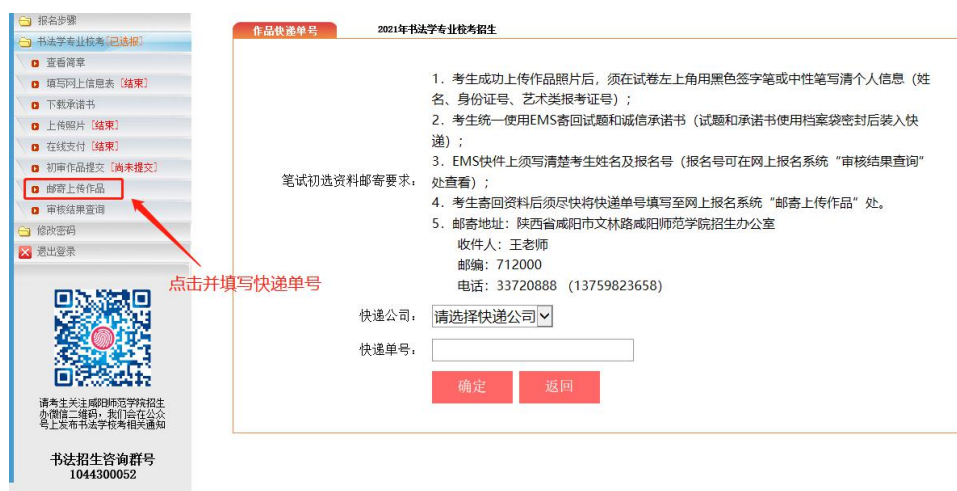 报名步骤
书法学专业校考[已选报]
查看简章
填写网上信息表 [结束]
下载承诺书
上传照片 [结束]
在线支付 [结束]
初审作品提交 [尚未提交]
邮寄上传作品
审核结果查询
修改密码
退出登录
点击并填写快递单号
请考生关注咸阳师范学院招生
办微信二维码，我们会在公众
号上发布书法学校考相关通知
书法招生咨询群号
1044300052
作品快递单号
2021年书法学专业校考招生
笔试初选资料邮寄要求：
1. 考生成功上传作品照片后，须在试卷左上角用黑色签字笔或中性笔写清个人信息（姓
名、身份证号、艺术类报考证号）；
2. 考生统一使用EMS寄回试题和诚信承诺书（试题和承诺书使用档案袋密封后装入快
递）；
3. EMS快件上须写清楚考生姓名及报名号（报名号可在网上报名系统“审核结果查询”
处查看）；
4. 考生寄回资料后须尽快将快递单号填写至网上报名系统“邮寄上传作品”处。
5. 邮寄地址：陕西省咸阳市文林路咸阳师范学院招生办公室
收件人：王老师
邮编：712000
电话：33720888 （13759823658）
快递公司：
请选择快递公司
快递单号：
确定
返回